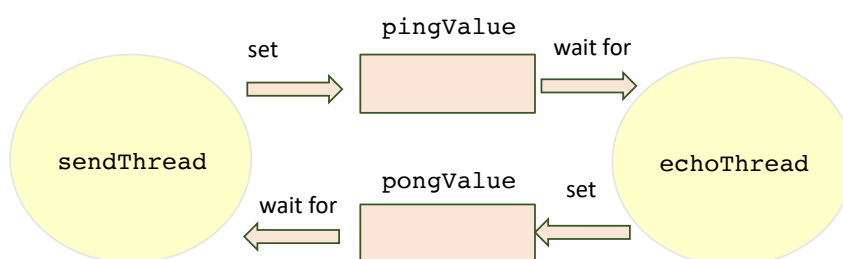 pingValue
set
wait for
sendThread
echoThread
pongValue
wait for
set